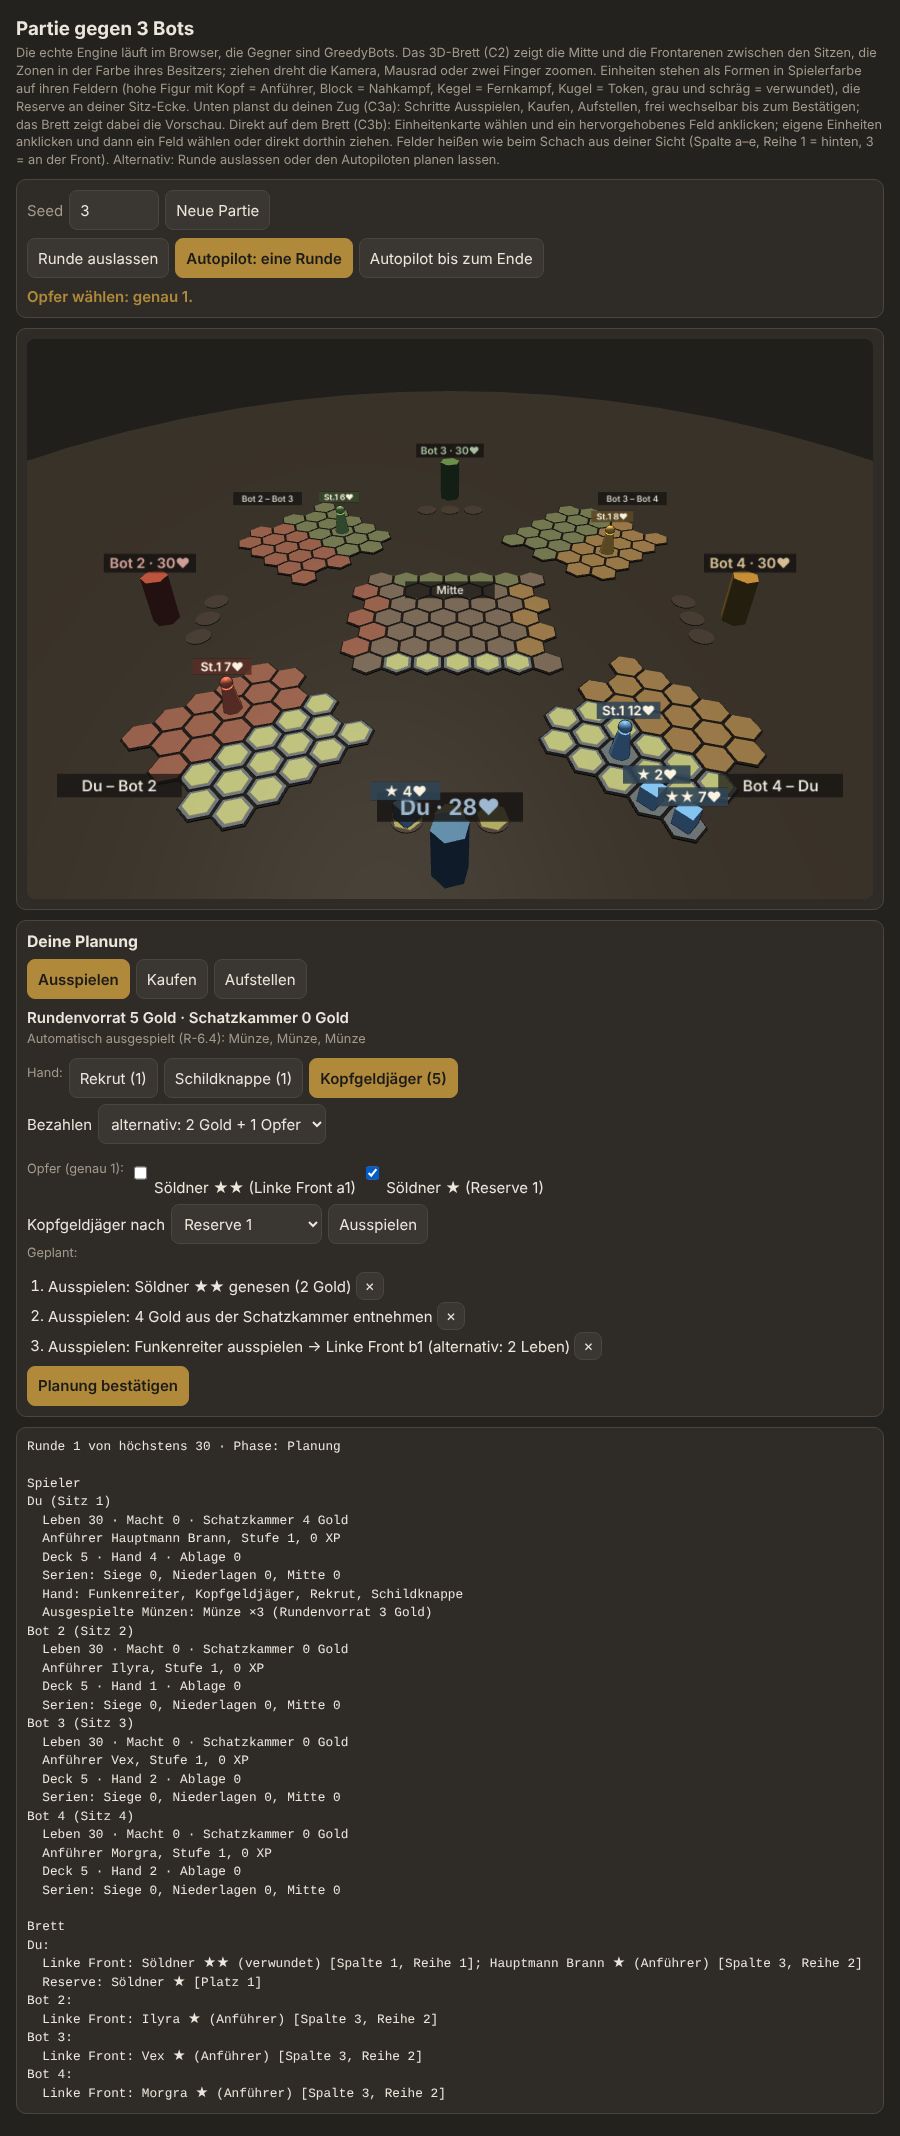 Partie gegen 3 Bots
Die echte Engine läuft im Browser, die Gegner sind GreedyBots. Das 3D-Brett (C2) zeigt die Mitte und die Frontarenen zwischen den Sitzen, die
Zonen in der Farbe ihres Besitzers; ziehen dreht die Kamera, Mausrad oder zwei Finger zoomen. Einheiten stehen als Formen in Spielerfarbe
auf ihren Feldern (hohe Figur mit Kopf = Anführer, Block = Nahkampf, Kegel = Fernkampf, Kugel = Token, grau und schräg = verwundet), die
Reserve an deiner Sitz-Ecke. Unten planst du deinen Zug (C3a): Schritte Ausspielen, Kaufen, Aufstellen, frei wechselbar bis zum Bestätigen;
das Brett zeigt dabei die Vorschau. Direkt auf dem Brett (C3b): Einheitenkarte wählen und ein hervorgehobenes Feld anklicken; eigene Einheiten
anklicken und dann ein Feld wählen oder direkt dorthin ziehen. Felder heißen wie beim Schach aus deiner Sicht (Spalte a–e, Reihe 1 = hinten, 3
= an der Front). Alternativ: Runde auslassen oder den Autopiloten planen lassen.
Seed 3 Neue Partie
Runde auslassen Autopilot: eine Runde Autopilot bis zum Ende
Opfer wählen: genau 1.
Bot 3 · 30♥
Bot 2 – Bot 3 St.1 6♥ Bot 3 – Bot 4
St.1 8♥
Bot 2 · 30♥ Bot 4 · 30♥
Mitte
St.1 7♥
St.1 12♥
★ 2♥
Du – Bot 2 Bot 4 – Du
★ 4♥ ★★ 7♥
Du · 28♥
Deine Planung
Ausspielen Kaufen Aufstellen
Rundenvorrat 5 Gold · Schatzkammer 0 Gold
Automatisch ausgespielt (R-6.4): Münze, Münze, Münze
Hand: Rekrut (1) Schildknappe (1) Kopfgeldjäger (5)
Bezahlen alternativ: 2 Gold + 1 Opfer
Opfer (genau 1): Söldner ★★ (Linke Front a1) Söldner ★ (Reserve 1)
Kopfgeldjäger nach Reserve 1 Ausspielen
Geplant:
1. Ausspielen: Söldner ★★ genesen (2 Gold) ×
2. Ausspielen: 4 Gold aus der Schatzkammer entnehmen ×
3. Ausspielen: Funkenreiter ausspielen → Linke Front b1 (alternativ: 2 Leben) ×
Planung bestätigen
Runde 1 von höchstens 30 · Phase: Planung
Spieler
Du (Sitz 1)
Leben 30 · Macht 0 · Schatzkammer 4 Gold
Anführer Hauptmann Brann, Stufe 1, 0 XP
Deck 5 · Hand 4 · Ablage 0
Serien: Siege 0, Niederlagen 0, Mitte 0
Hand: Funkenreiter, Kopfgeldjäger, Rekrut, Schildknappe
Ausgespielte Münzen: Münze ×3 (Rundenvorrat 3 Gold)
Bot 2 (Sitz 2)
Leben 30 · Macht 0 · Schatzkammer 0 Gold
Anführer Ilyra, Stufe 1, 0 XP
Deck 5 · Hand 1 · Ablage 0
Serien: Siege 0, Niederlagen 0, Mitte 0
Bot 3 (Sitz 3)
Leben 30 · Macht 0 · Schatzkammer 0 Gold
Anführer Vex, Stufe 1, 0 XP
Deck 5 · Hand 2 · Ablage 0
Serien: Siege 0, Niederlagen 0, Mitte 0
Bot 4 (Sitz 4)
Leben 30 · Macht 0 · Schatzkammer 0 Gold
Anführer Morgra, Stufe 1, 0 XP
Deck 5 · Hand 2 · Ablage 0
Serien: Siege 0, Niederlagen 0, Mitte 0
Brett
Du:
Linke Front: Söldner ★★ (verwundet) [Spalte 1, Reihe 1]; Hauptmann Brann ★ (Anführer) [Spalte 3, Reihe 2]
Reserve: Söldner ★ [Platz 1]
Bot 2:
Linke Front: Ilyra ★ (Anführer) [Spalte 3, Reihe 2]
Bot 3:
Linke Front: Vex ★ (Anführer) [Spalte 3, Reihe 2]
Bot 4:
Linke Front: Morgra ★ (Anführer) [Spalte 3, Reihe 2]